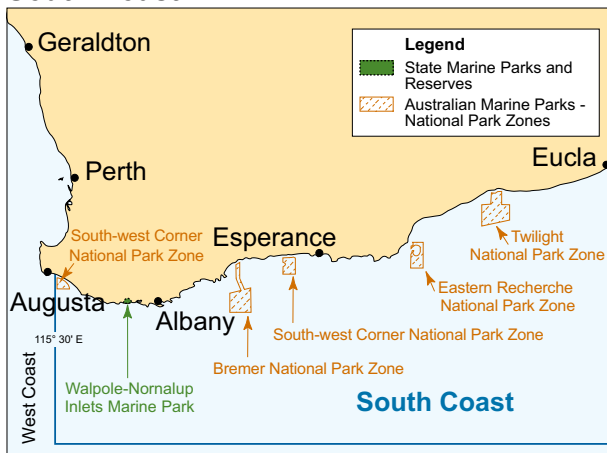 Geraldton
Legend
State Marine Parks and
Reserves
Australian Marine Parks -
National Park Zones
Perth
Eucla
South-west Corner
National Park Zone
Esperance
Twilight
National Park Zone
Augusta
Albany
Eastern Recherche
National Park Zone
115° 30' E
South-west Corner National Park Zone
Bremer National Park Zone
Walpole-Nornalup
Inlets Marine Park
West Coast
South Coast